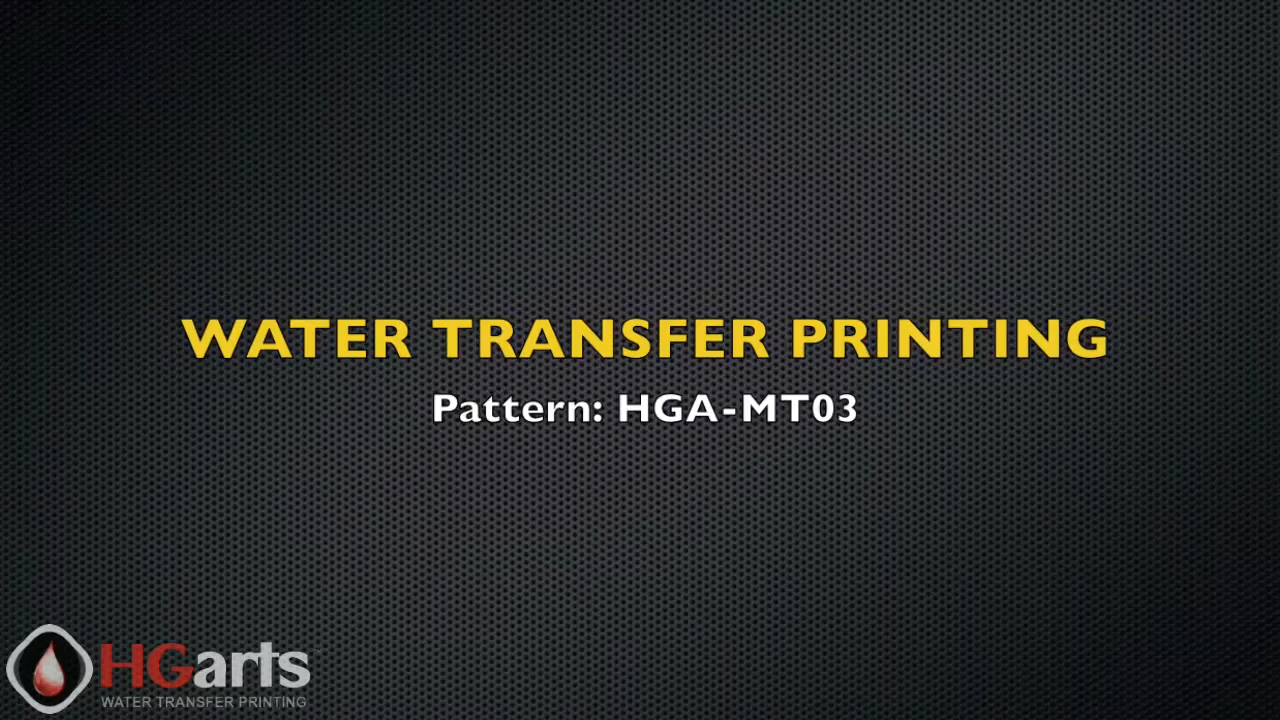 WATER TRANSFER PRINTING
Pattern: HGA-MT03
HGarts
WATER TRANSFER PRINTING